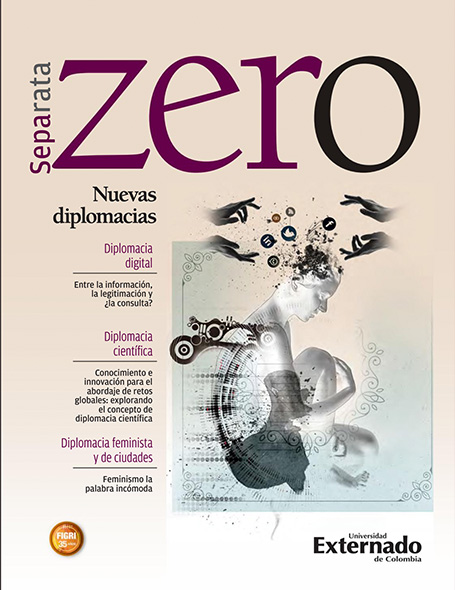 Separata
zero
Nuevas
diplomacias
Diplomacia
digital
Entre la información,
la legitimación y
¿la consulta?
Diplomacia
científica
Conocimiento e
innovación para el
abordaje de retos
globales: explorando
el concepto de
diplomacia científica
Diplomacia feminista
y de ciudades
Feminismo la
palabra incómoda
FIGRI
35 años
Universidad
Externado
de Colombia